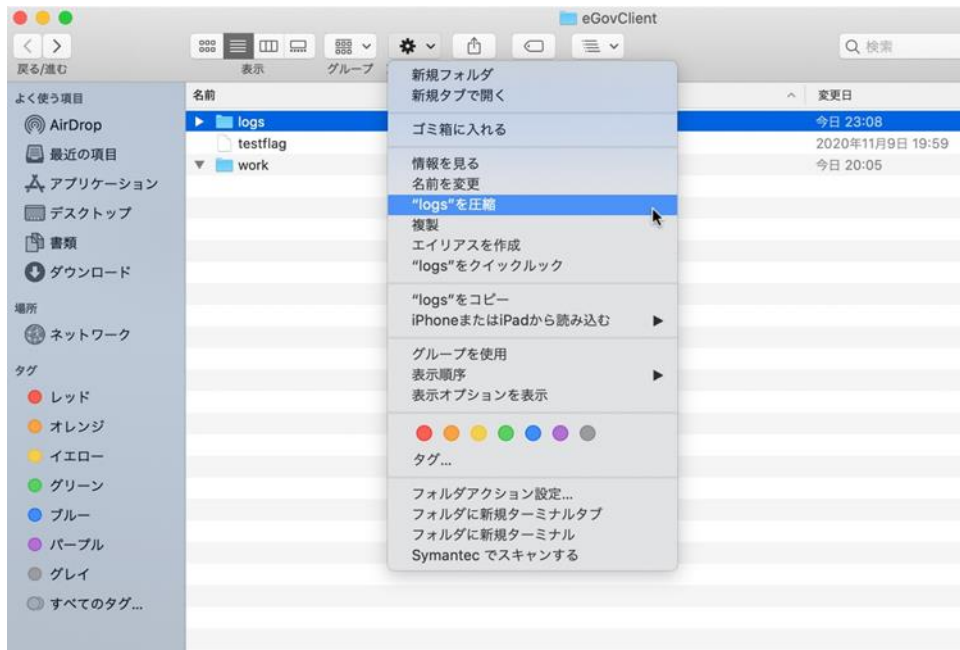 eGovClient
戻る/進む
表示
グループ
検索
よく使う項目
AirDrop
最近の項目
アプリケーション
デスクトップ
書類
ダウンロード
場所
ネットワーク
タグ
レッド
オレンジ
イエロー
グリーン
ブルー
パープル
グレイ
すべてのタグ...
名前
変更日
logs
今日 23:08
testflag
2020年11月9日 19:59
work
今日 20:05
新規フォルダ
新規タブで開く
ゴミ箱に入れる
情報を見る
名前を変更
“logs”を圧縮
複製
エイリアスを作成
“logs”をクイックルック
“logs”をコピー
iPhoneまたはiPadから読み込む
グループを使用
表示順序
表示オプションを表示
タグ...
フォルダアクション設定...
フォルダに新規ターミナルタブ
フォルダに新規ターミナル
Symantec でスキャンする